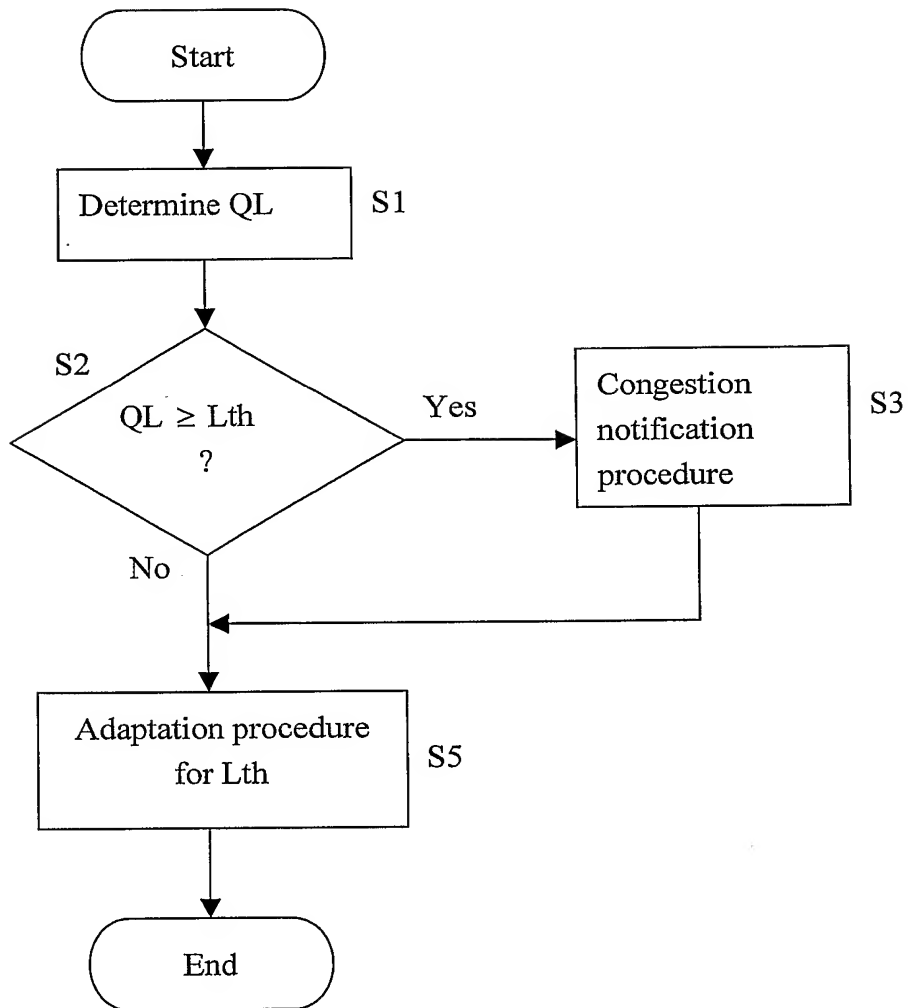 Start
Determine QL
S1
S2
QL ≥ Lth
?
Yes
Congestion
notification
procedure
S3
No
Adaptation procedure
for Lth
S5
End